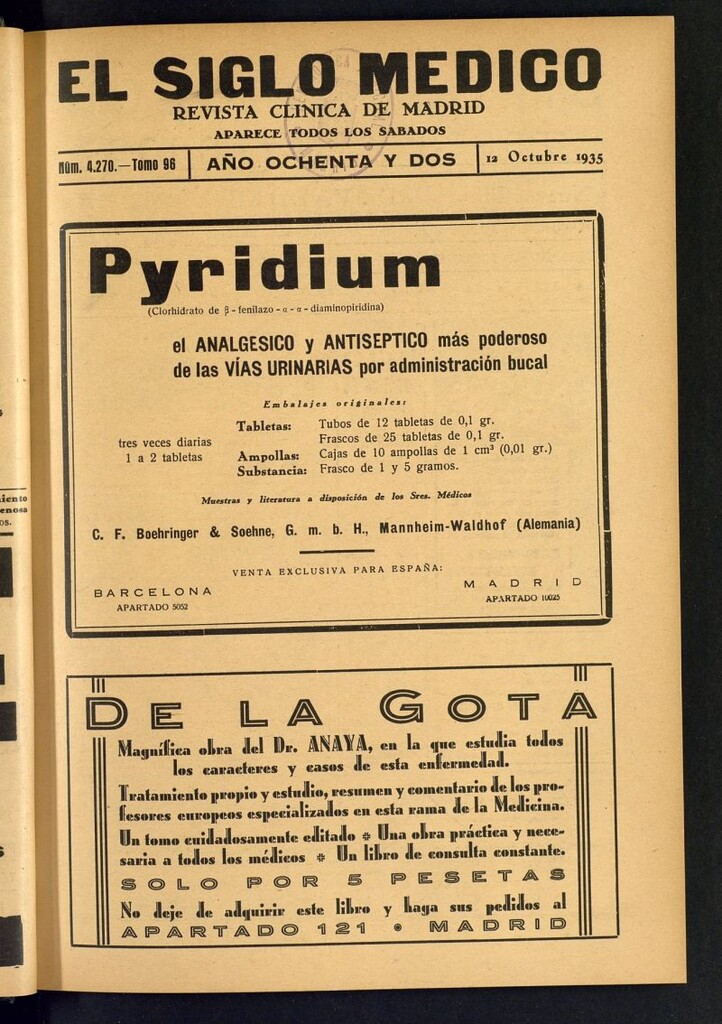 EL SIGLO MEDICO
REVISTA CLINICA DE MADRID
APARECE TODOS LOS SABADOS
Núm. 4.270.—Tomo 96
AÑO OCHENTA Y DOS
12 Octubre 1935
Pyridium
(Clorhidrato de β - fenilazo - α - α - diaminopiridina)
el ANALGESICO y ANTISEPTICO más poderoso
de las VÍAS URINARIAS por administración bucal
Embalajes originales:
tres veces diarias
1 a 2 tabletas
Tabletas: Tubos de 12 tabletas de 0,1 gr.
Frascos de 25 tabletas de 0,1 gr.
Ampollas: Cajas de 10 ampollas de 1 cm³ (0,01 gr.)
Substancia: Frasco de 1 y 5 gramos.
Muestras y literatura a disposición de los Sres. Médicos
C. F. Boehringer & Soehne, G. m. b. H., Mannheim-Waldhof (Alemania)
VENTA EXCLUSIVA PARA ESPAÑA:
BARCELONA
APARTADO 5052
MADRID
APARTADO 10025
DE LA GOTA
Magnífica obra del Dr. ANAYA, en la que estudia todos
los caracteres y casos de esta enfermedad.
Tratamiento propio y estudio, resumen y comentario de los pro-
fesores europeos especializados en esta rama de la Medicina.
Un tomo cuidadosamente editado * Una obra práctica y nece-
saria a todos los médicos * Un libro de consulta constante.
SOLO POR 5 PESETAS
No deje de adquirir este libro y haga sus pedidos al
APARTADO 121 • MADRID